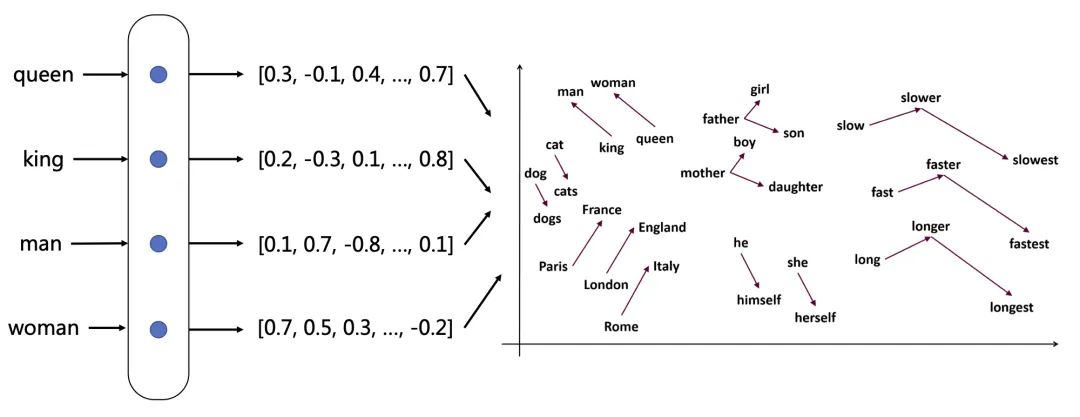 queen [0.3, -0.1, 0.4, ..., 0.7]
king [0.2, -0.3, 0.1, ..., 0.8]
man [0.1, 0.7, -0.8, ..., 0.1]
woman [0.7, 0.5, 0.3, ..., -0.2]
man
woman
king
queen
cat
cats
dog
dogs
France
England
Italy
Paris
London
Rome
girl
father
son
boy
mother
daughter
he
himself
she
herself
slower
slow
slowest
faster
fast
fastest
longer
long
longest